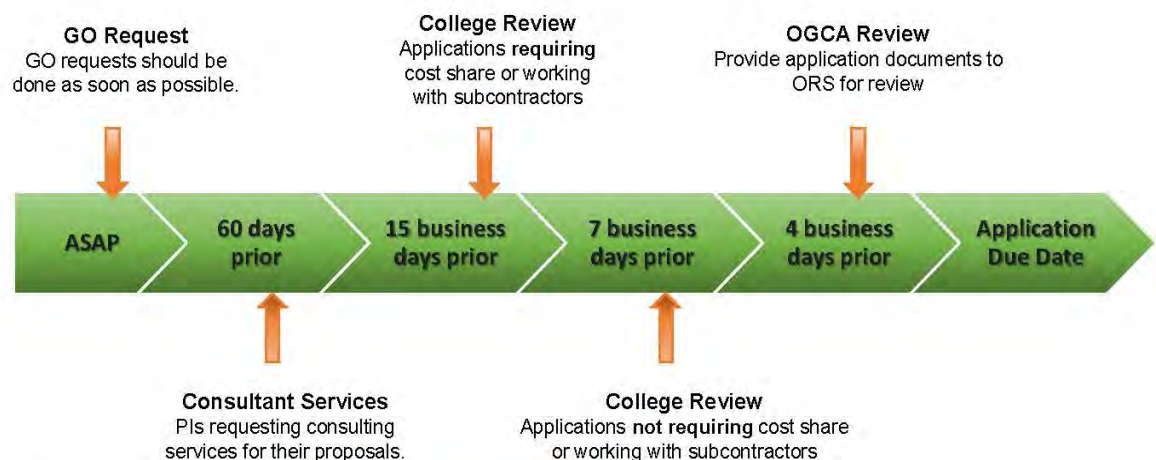 GO Request
GO requests should be
done as soon as possible.
College Review
Applications requiring
cost share or working
with subcontractors
OGCA Review
Provide application documents to
ORS for review
ASAP
60 days
prior
15 business
days prior
7 business
days prior
4 business
days prior
Application
Due Date
Consultant Services
PIs requesting consulting
services for their proposals.
College Review
Applications not requiring cost share
or working with subcontractors